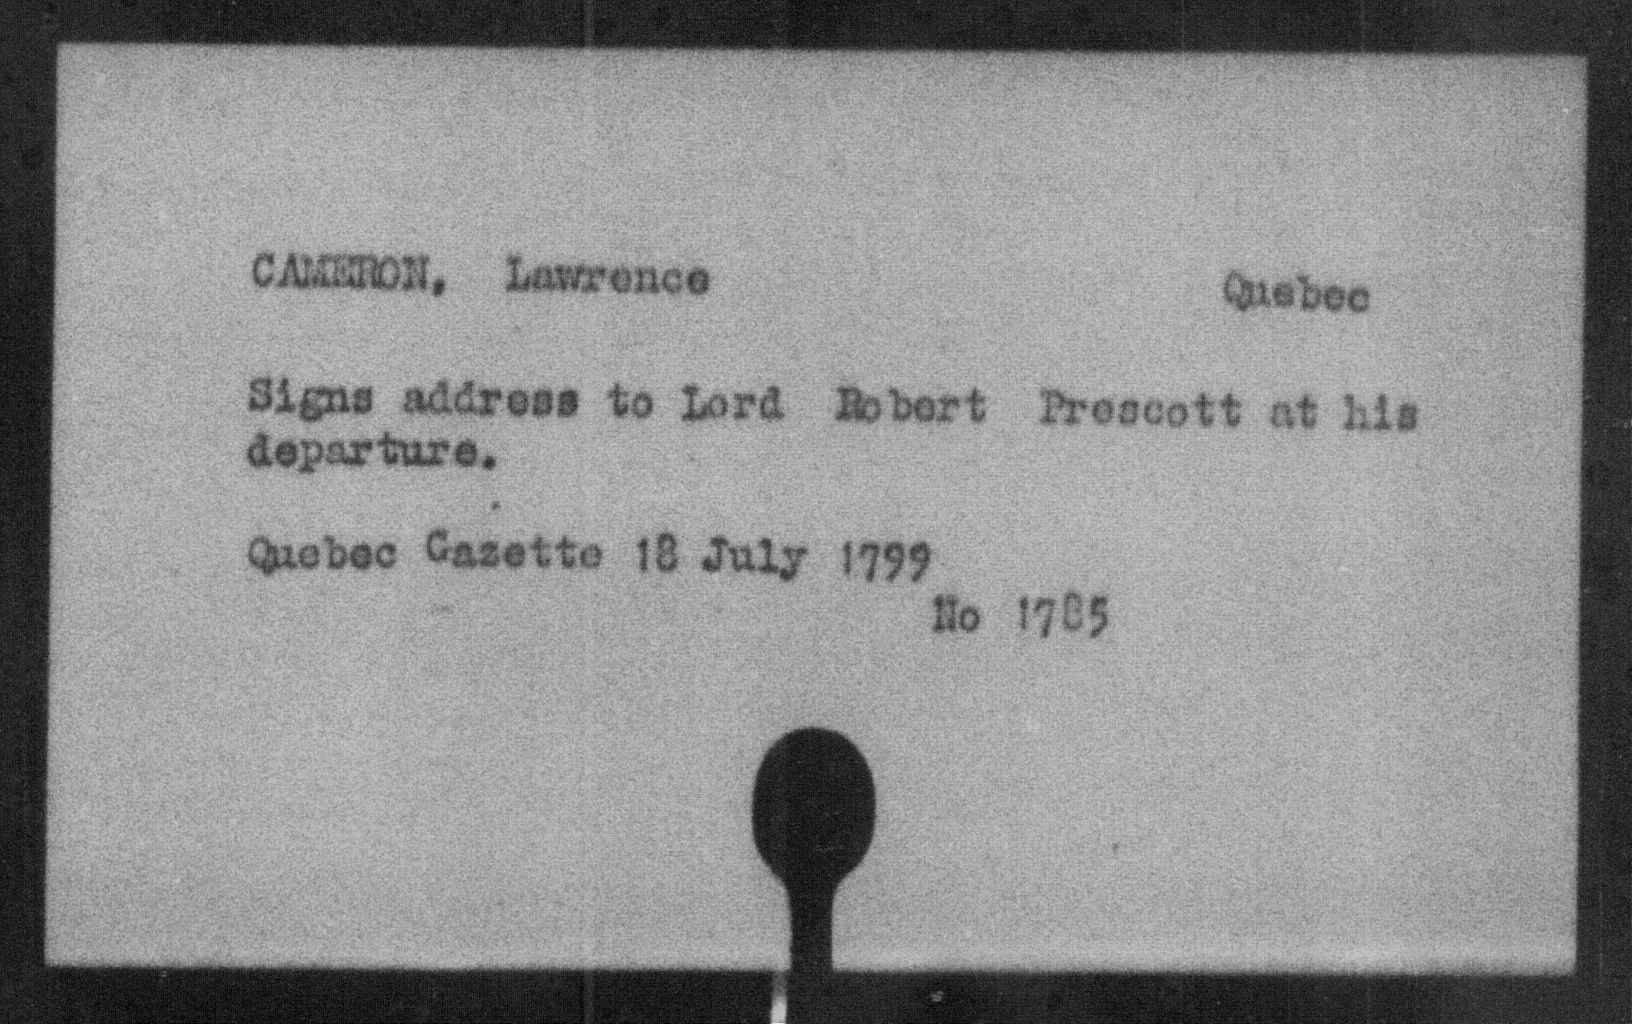 CAMERON, Lawrence Quebec
Signs address to Lord Robert Prescott at his
departure.
Quebec Gazette 18 July 1799
No 1785